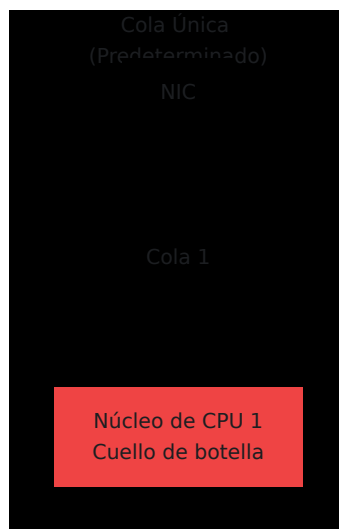 Cola Única
(Predeterminado)
NIC
Cola 1
Núcleo de CPU 1
Cuello de botella